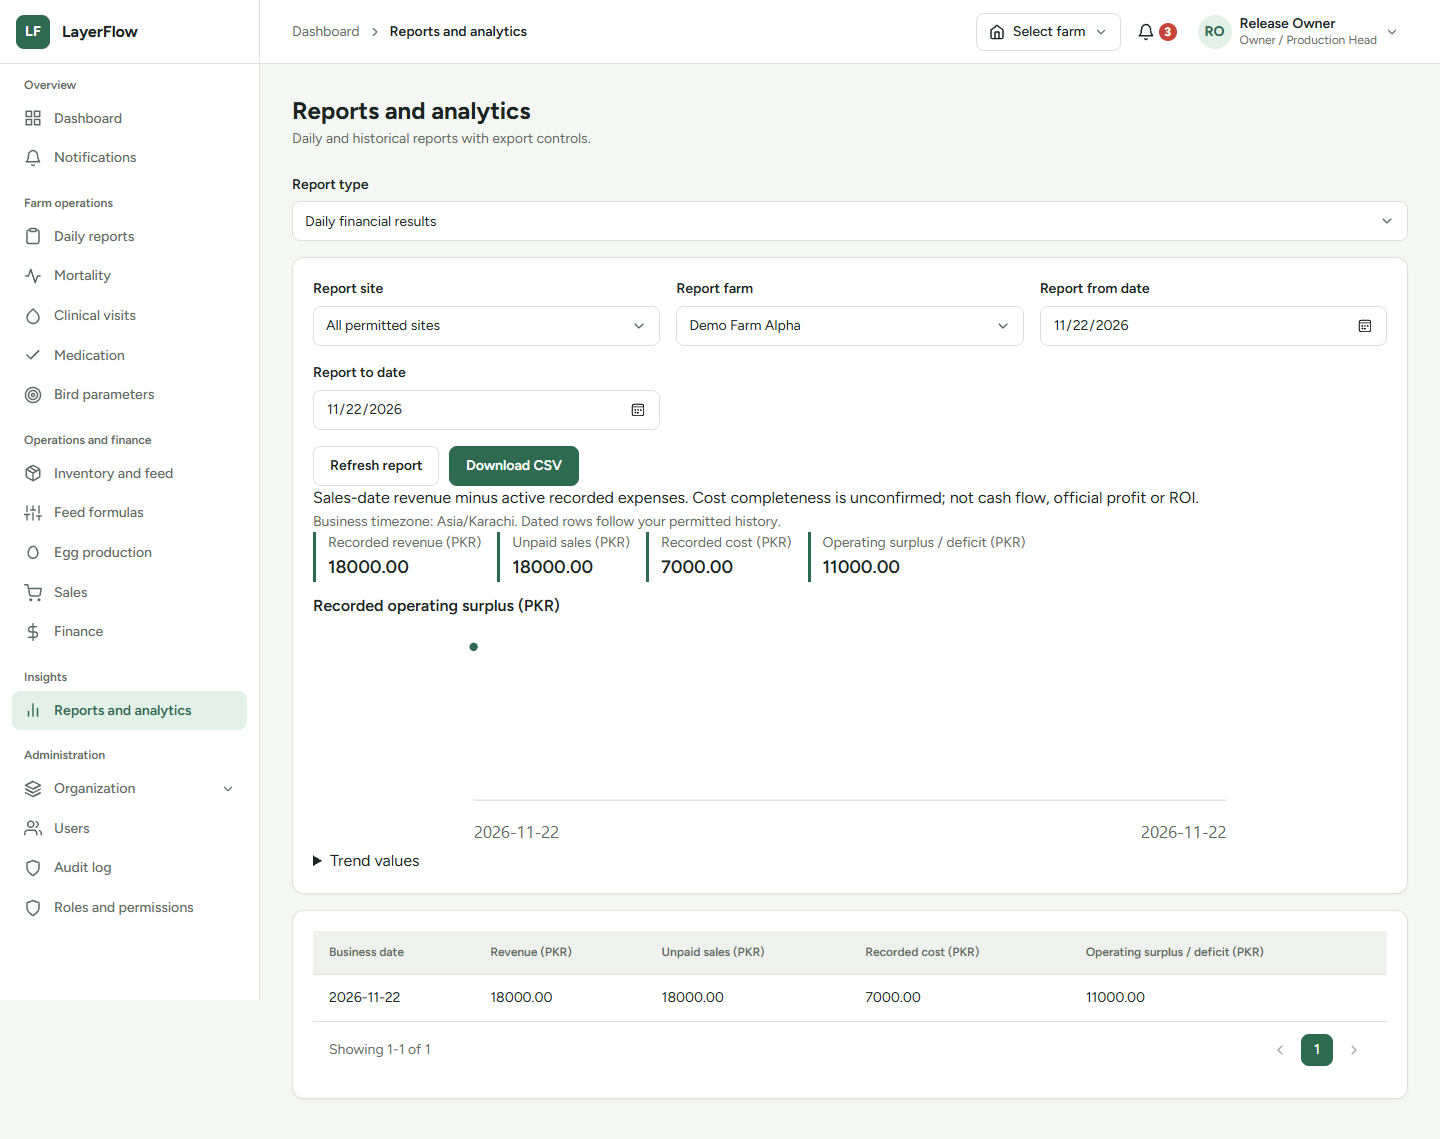 LF LayerFlow
Dashboard > Reports and analytics
Select farm
3
RO
Release Owner
Owner / Production Head
Overview
Dashboard
Notifications
Farm operations
Daily reports
Mortality
Clinical visits
Medication
Bird parameters
Operations and finance
Inventory and feed
Feed formulas
Egg production
Sales
Finance
Insights
Reports and analytics
Administration
Organization
Users
Audit log
Roles and permissions
Reports and analytics
Daily and historical reports with export controls.
Report type
Daily financial results
Report site
All permitted sites
Report farm
Demo Farm Alpha
Report from date
11/22/2026
Report to date
11/22/2026
Refresh report
Download CSV
Sales-date revenue minus active recorded expenses. Cost completeness is unconfirmed; not cash flow, official profit or ROI.
Business timezone: Asia/Karachi. Dated rows follow your permitted history.
Recorded revenue (PKR)
18000.00
Unpaid sales (PKR)
18000.00
Recorded cost (PKR)
7000.00
Operating surplus / deficit (PKR)
11000.00
Recorded operating surplus (PKR)
2026-11-22 2026-11-22
Trend values
Business date Revenue (PKR) Unpaid sales (PKR) Recorded cost (PKR) Operating surplus / deficit (PKR)
2026-11-22 18000.00 18000.00 7000.00 11000.00
Showing 1-1 of 1
1